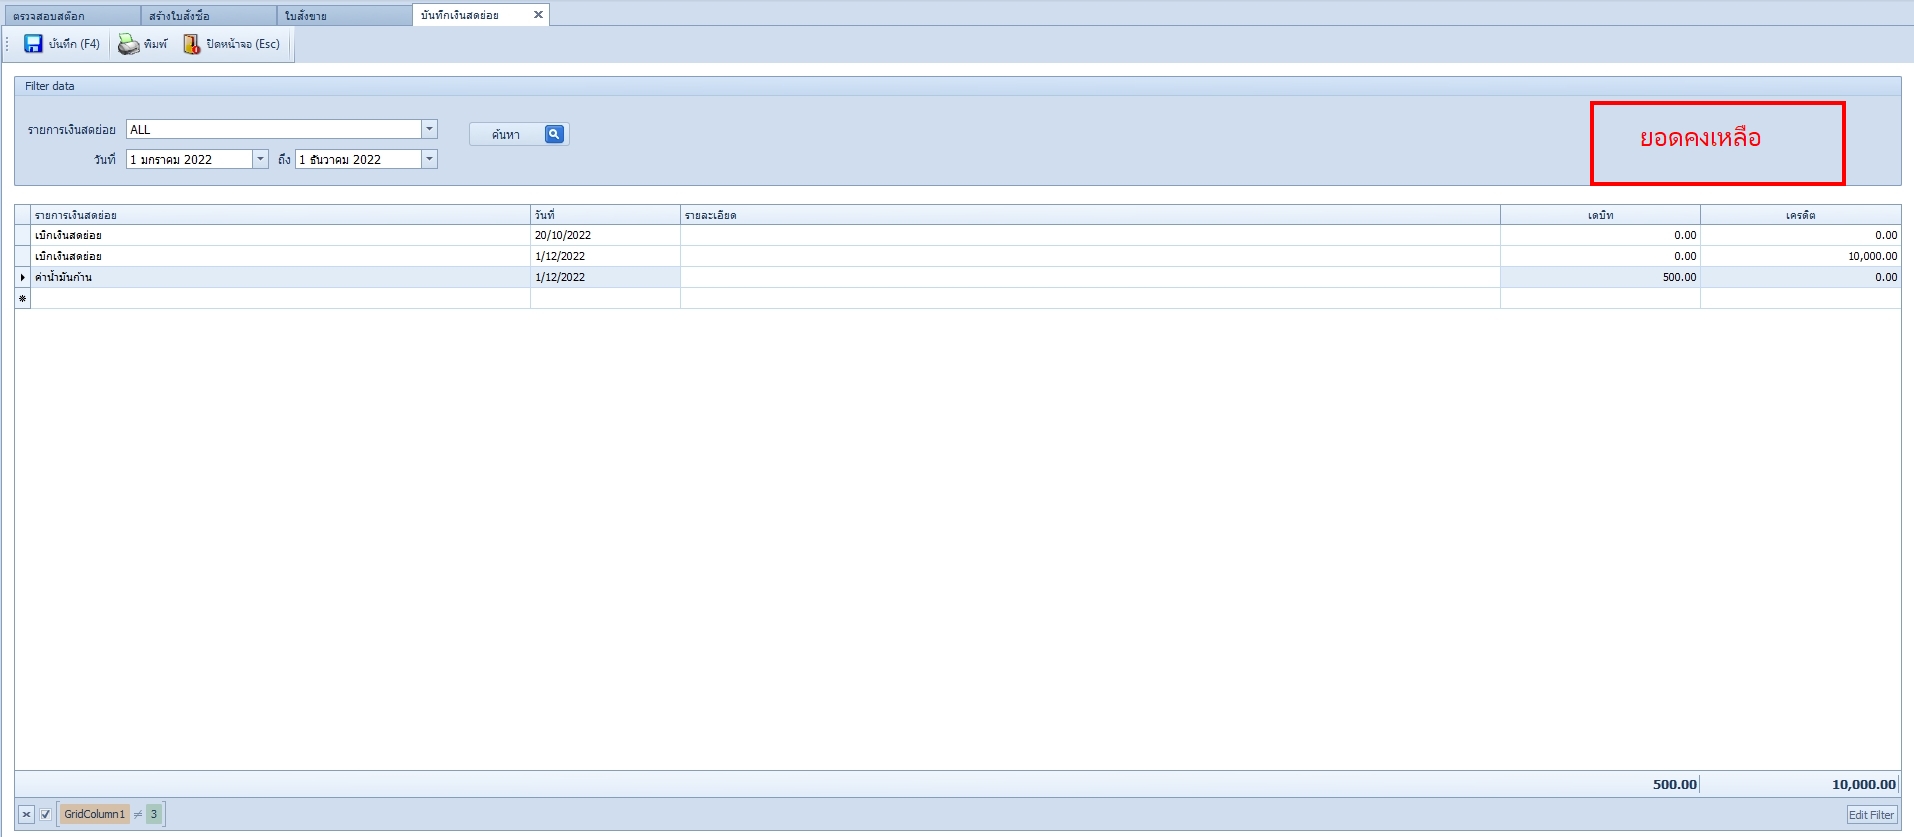 ตรวจสอบสต๊อก สร้างใบสั่งซื้อ ใบสั่งขาย บันทึกเงินสดย่อย
บันทึก (F4) พิมพ์ ปิดหน้าจอ (Esc)
Filter data
รายการเงินสดย่อย ALL ค้นหา
วันที่ 1 มกราคม 2022 ถึง 1 ธันวาคม 2022
ยอดคงเหลือ
รายการเงินสดย่อย วันที่ รายละเอียด เดบิท เครดิต
เบิกเงินสดย่อย 20/10/2022 0.00 0.00
เบิกเงินสดย่อย 1/12/2022 0.00 10,000.00
ค่าน้ำมันก้าน 1/12/2022 500.00 0.00
500.00 10,000.00
GridColumn1 ≠ 3 Edit Filter